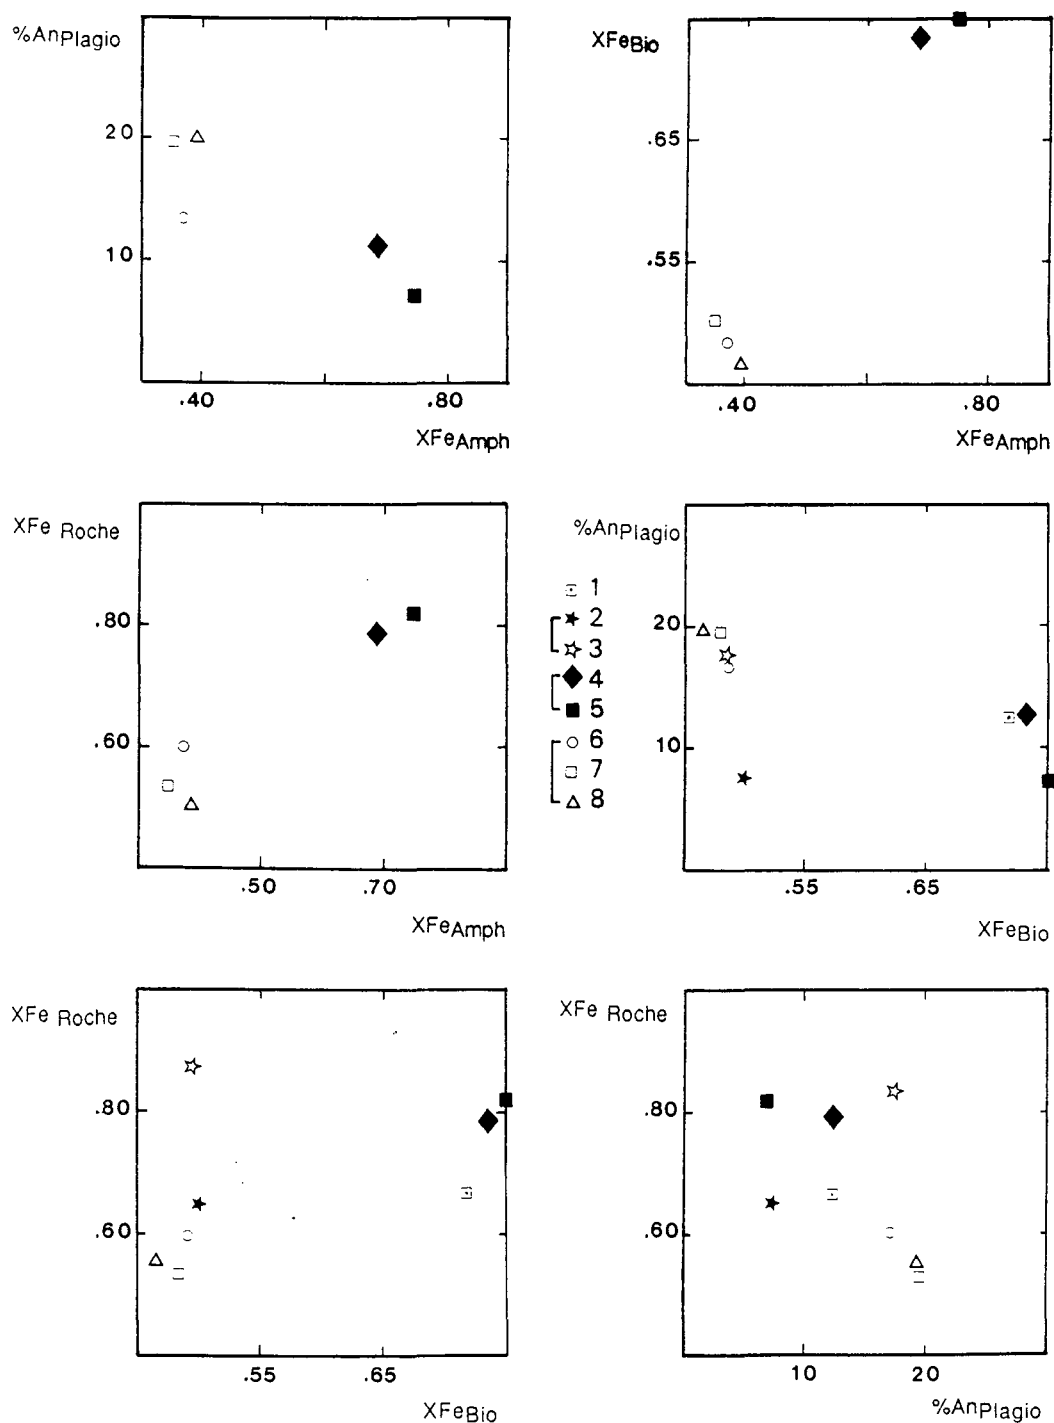 %AnPlagio
20
10
.40
.80
XFeAmph
XFeBio
.65
.55
.40
.80
XFeAmph
XFe Roche
.80
.60
.50
.70
XFeAmph
1
2
3
4
5
6
7
8
%AnPlagio
20
10
.55
.65
XFeBio
XFe Roche
.80
.60
.55
.65
XFeBio
XFe Roche
.80
.60
10
20
%AnPlagio